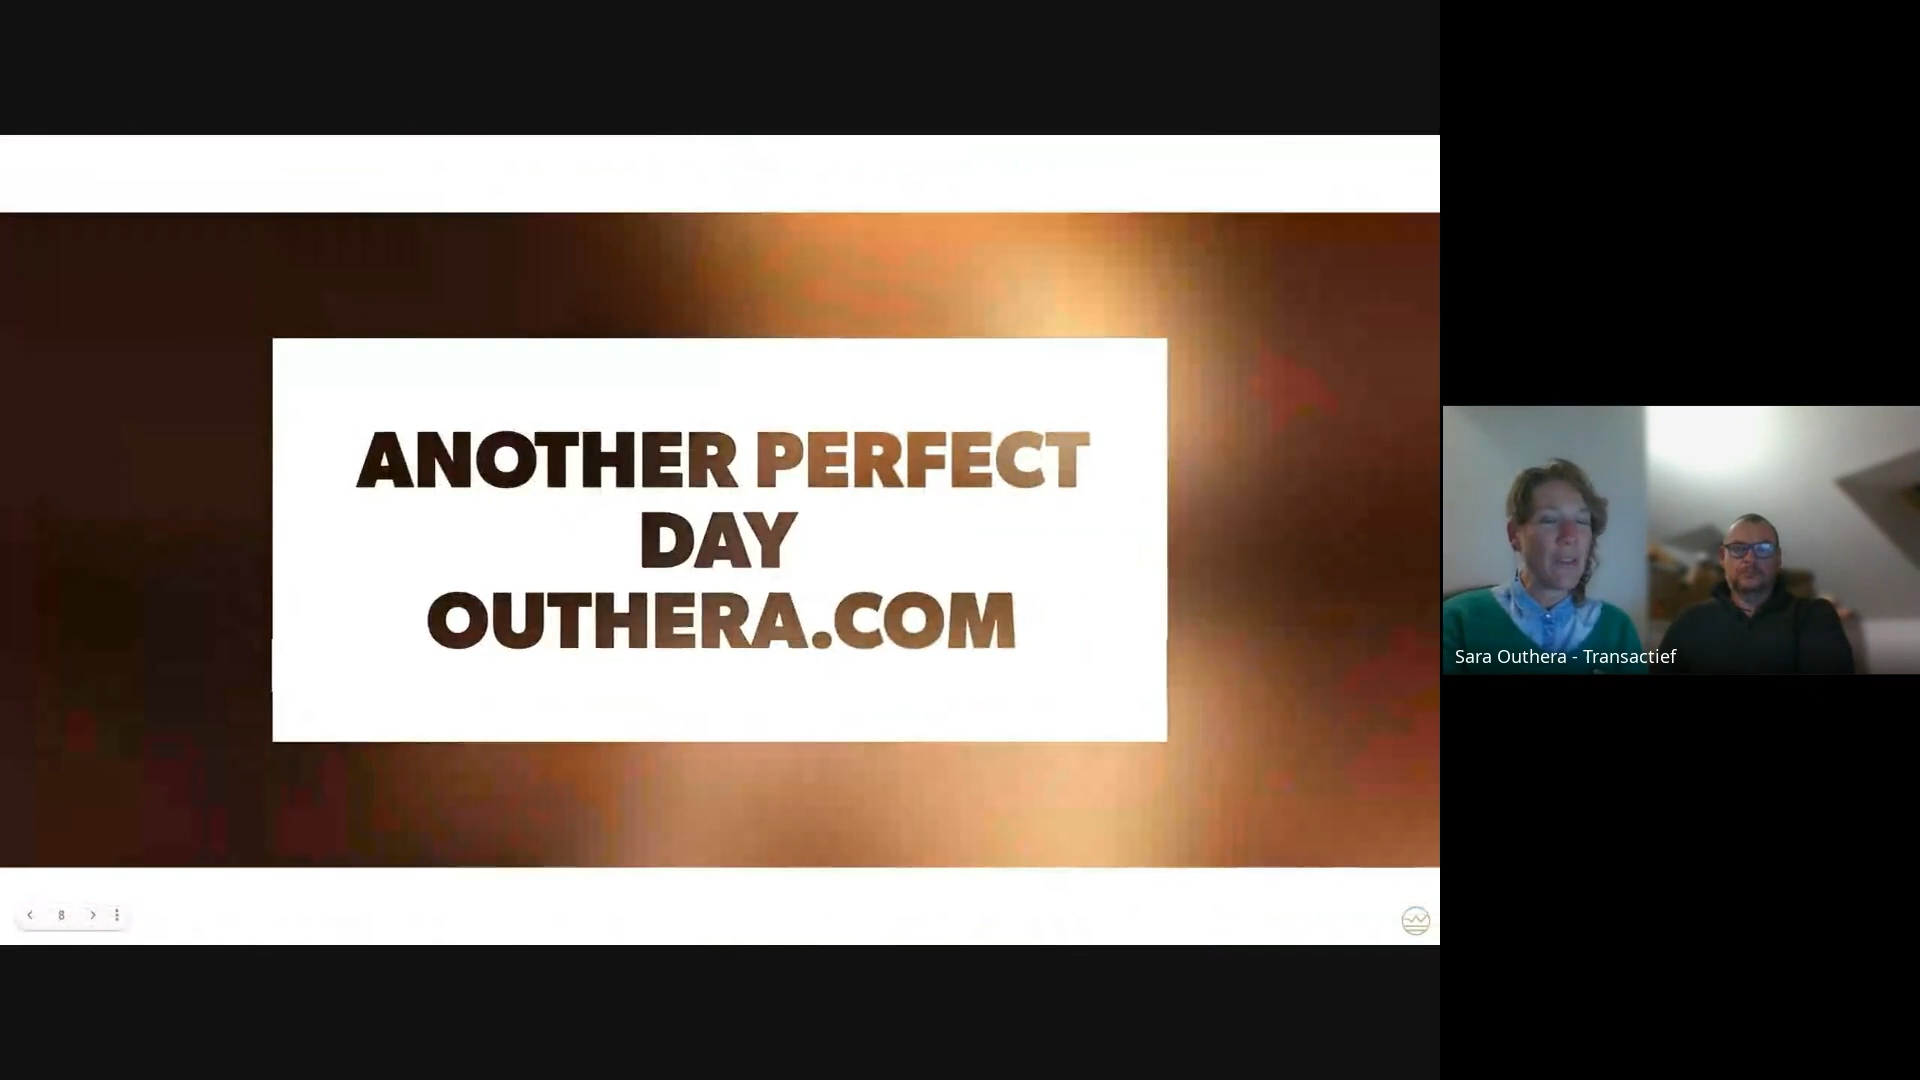 ANOTHER PERFECT
DAY
OUTHERA.COM
8
Sara Outhera - Transactief